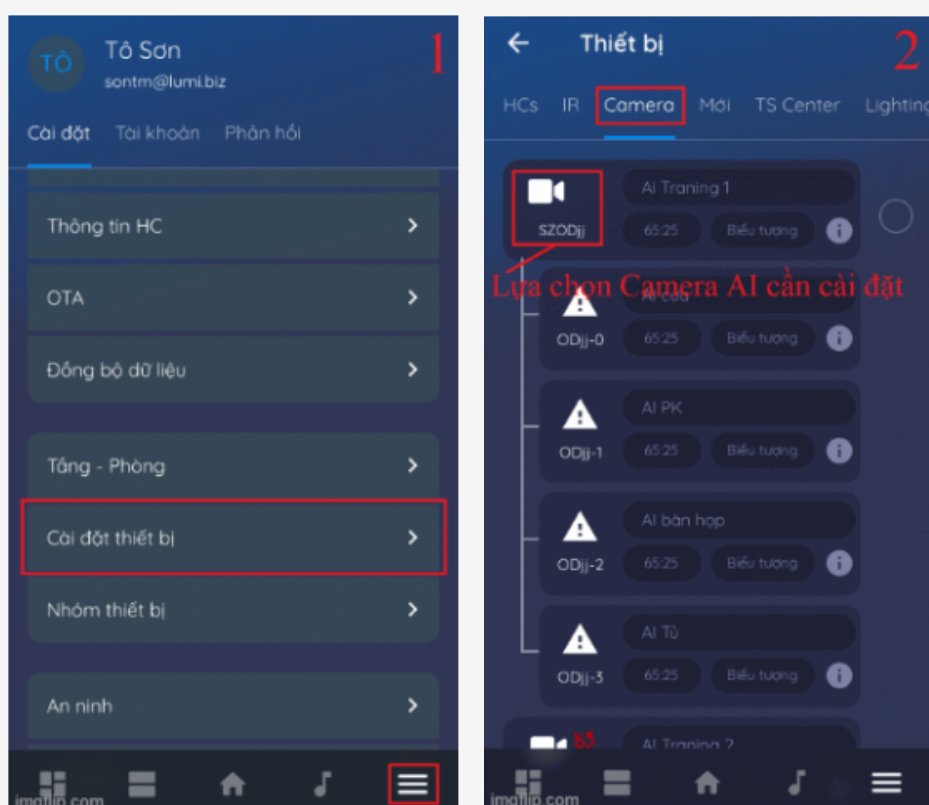 TÔ
Tô Sơn
1
sontm@lumi.biz
Cài đặt Tài khoản Phản hồi
Thông tin HC
OTA
Đồng bộ dữ liệu
Tầng - Phòng
Cài đặt thiết bị
Nhóm thiết bị
An ninh
imgflip.com
Thiết bị
2
HCs IR Camera Mới TS Center Lighting
Ai Traning 1
SZODjj 65:25 Biểu tượng
Lựa chọn Camera AI cần cài đặt
ODjj-0 65:25 Biểu tượng
AI PK
ODjj-1 65:25 Biểu tượng
AI bàn họp
ODjj-2 65:25 Biểu tượng
AI Tủ
ODjj-3 65:25 Biểu tượng
AI Traning 2
imgflip.com